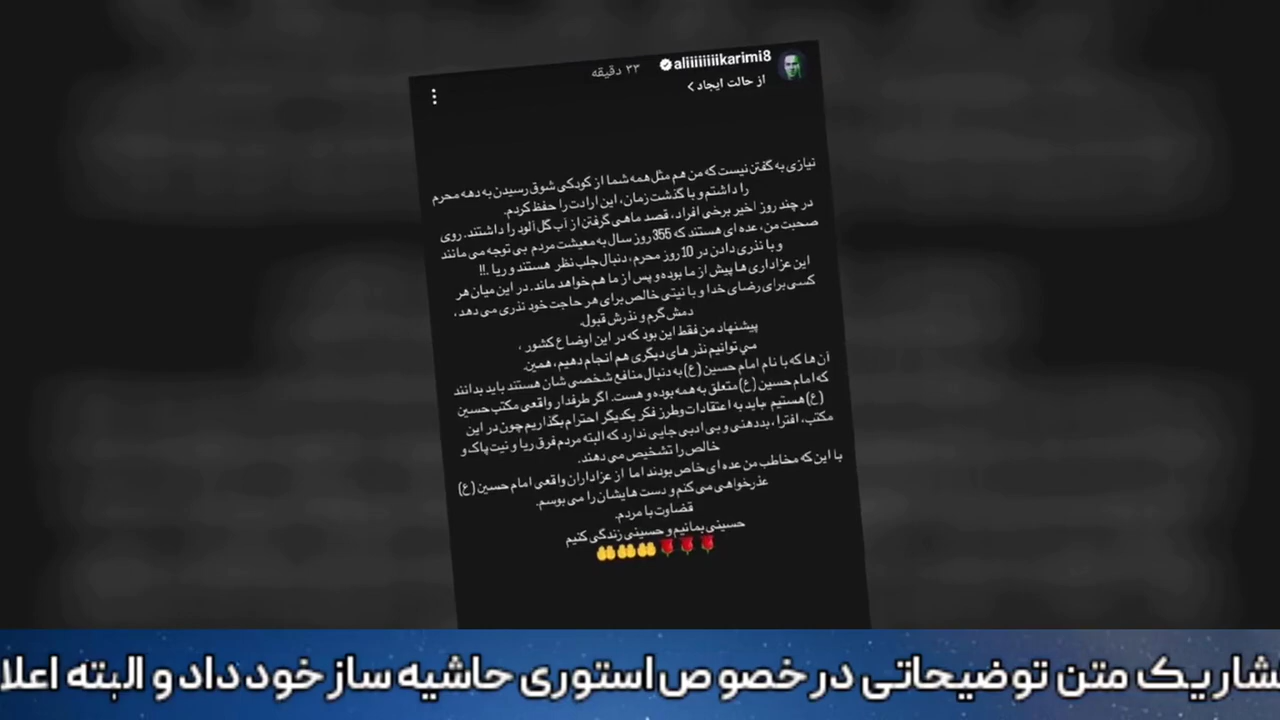 aliiiiiiiikarimi8 ۲۳ دقیقه
از حالت ایجاد >
نیازی به گفتن نیست که من هم مثل همه شما از کودکی شوق رسیدن به دهه محرم
را داشتم و با گذشت زمان، این ارادت را حفظ کردم.
در چند روز اخیر برخی افراد، قصد ماهی گرفتن از آب گل آلود را داشتند. روی
صحبت من، عده ای هستند که 355 روز سال به معیشت مردم بی توجه می مانند
و با نذری دادن در 10 روز محرم، دنبال جلب نظر هستند و ریا .!!
این عزاداری ها پیش از ما بوده و پس از ما هم خواهد ماند. در این میان هر
کسی برای رضای خدا و با نیتی خالص برای هر حاجت خود نذری می دهد ،
دمش گرم و نذرش قبول.
پیشنهاد من فقط این بود که در این اوضاع کشور ،
می توانیم نذر های دیگری هم انجام دهیم ، همین.
آن ها که با نام امام حسین (ع) به دنبال منافع شخصی شان هستند باید بدانند
که امام حسین (ع) متعلق به همه بوده و هست. اگر طرفدار واقعی مکتب حسین
(ع) هستیم باید به اعتقادات وطرز فکر یکدیگر احترام بگذاریم چون در این
مکتب، افترا ، بددهنی و بی ادبی جایی ندارد که البته مردم فرق ریا و نیت پاک و
خالص را تشخیص می دهند.
با این که مخاطب من عده ای خاص بودند اما از عزاداران واقعی امام حسین (ع)
عذرخواهی می کنم و دست هایشان را می بوسم.
قضاوت با مردم.
حسینی بمانیم و حسینی زندگی کنیم
🌹🌹🌹🤲🤲🤲
یک متن توضیحاتی در خصوص استوری حاشیه ساز خود داد و البته